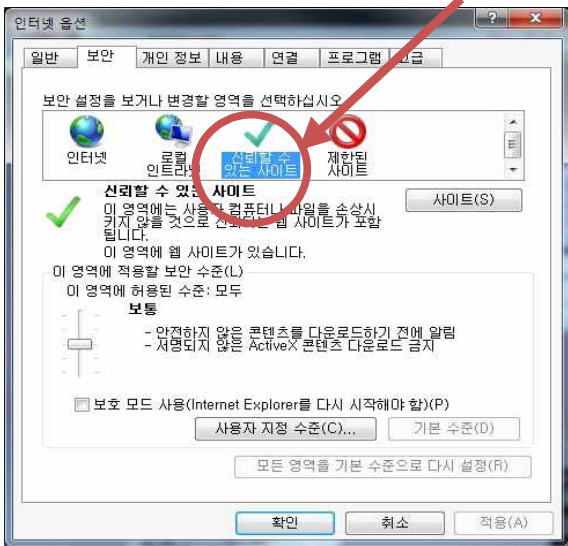 인터넷 옵션
일반 보안 개인 정보 내용 연결 프로그램 고급
보안 설정을 보거나 변경할 영역을 선택하십시오.
인터넷
로컬 인트라넷
신뢰할 수 있는 사이트
제한된 사이트
신뢰할 수 있는 사이트
사이트(S)
이 영역에는 사용자 컴퓨터나 파일을 손상시
키지 않을 것으로 신뢰되는 웹 사이트가 포함
됩니다.
이 영역에 웹 사이트가 있습니다.
이 영역에 적용할 보안 수준(L)
이 영역에 허용된 수준: 모두
보통
- 안전하지 않은 콘텐츠를 다운로드하기 전에 알림
- 서명되지 않은 ActiveX 콘텐츠 다운로드 금지
보호 모드 사용(Internet Explorer를 다시 시작해야 함)(P)
사용자 지정 수준(C)... 기본 수준(D)
모든 영역을 기본 수준으로 다시 설정(R)
확인 취소 적용(A)